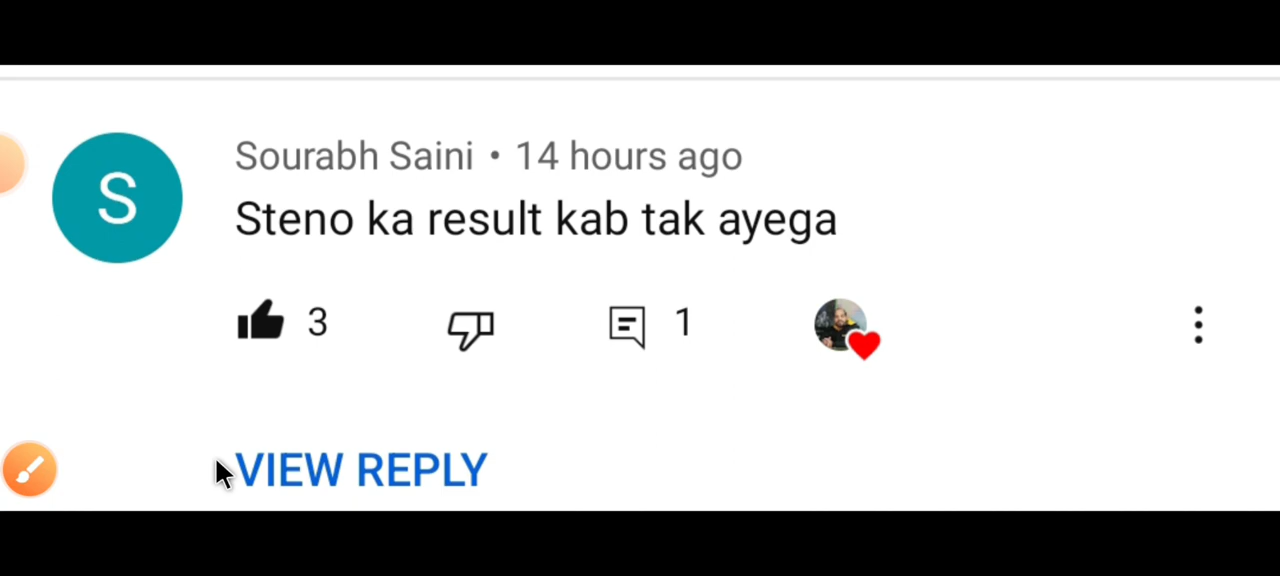 S
Sourabh Saini • 14 hours ago
Steno ka result kab tak ayega
3 1
VIEW REPLY